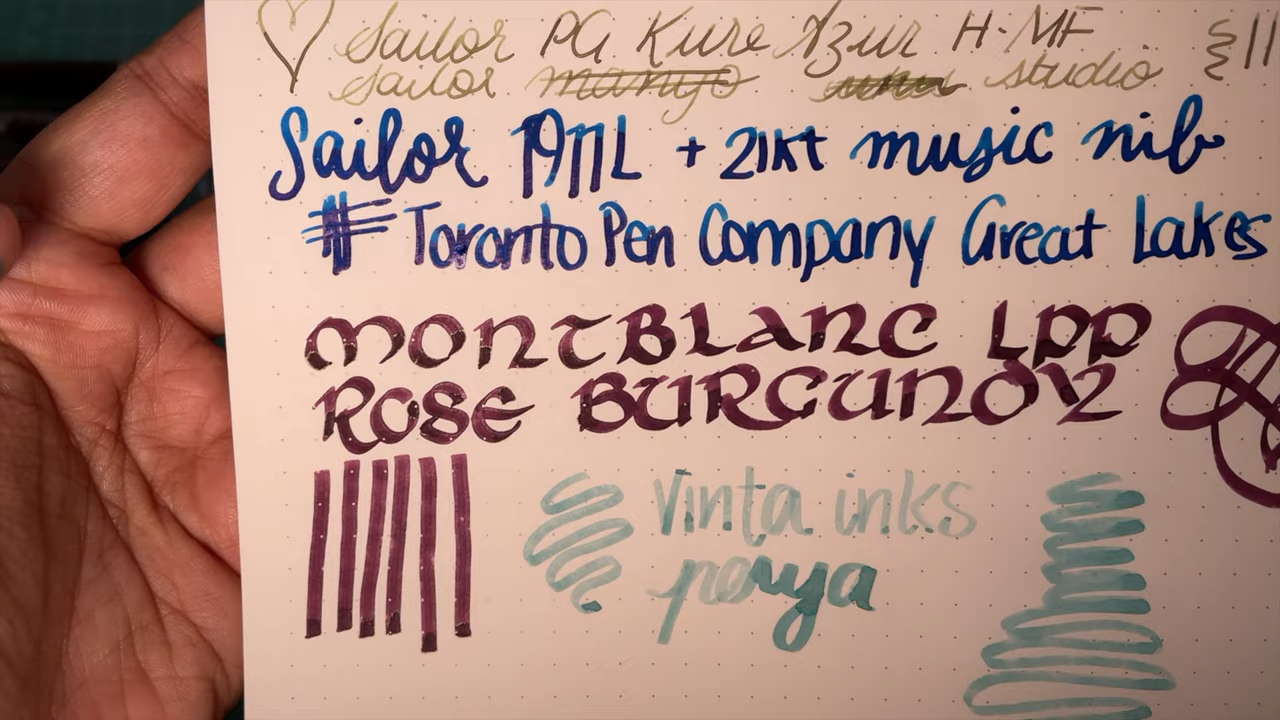 Sailor PG Kure Azur H-MF
Sailor manyo studio
Sailor 1911L + 21kt music nib
# Toronto Pen Company Great Lakes
MONTBLANC LPP
ROSE BURGUNDY
Vinta inks
perya